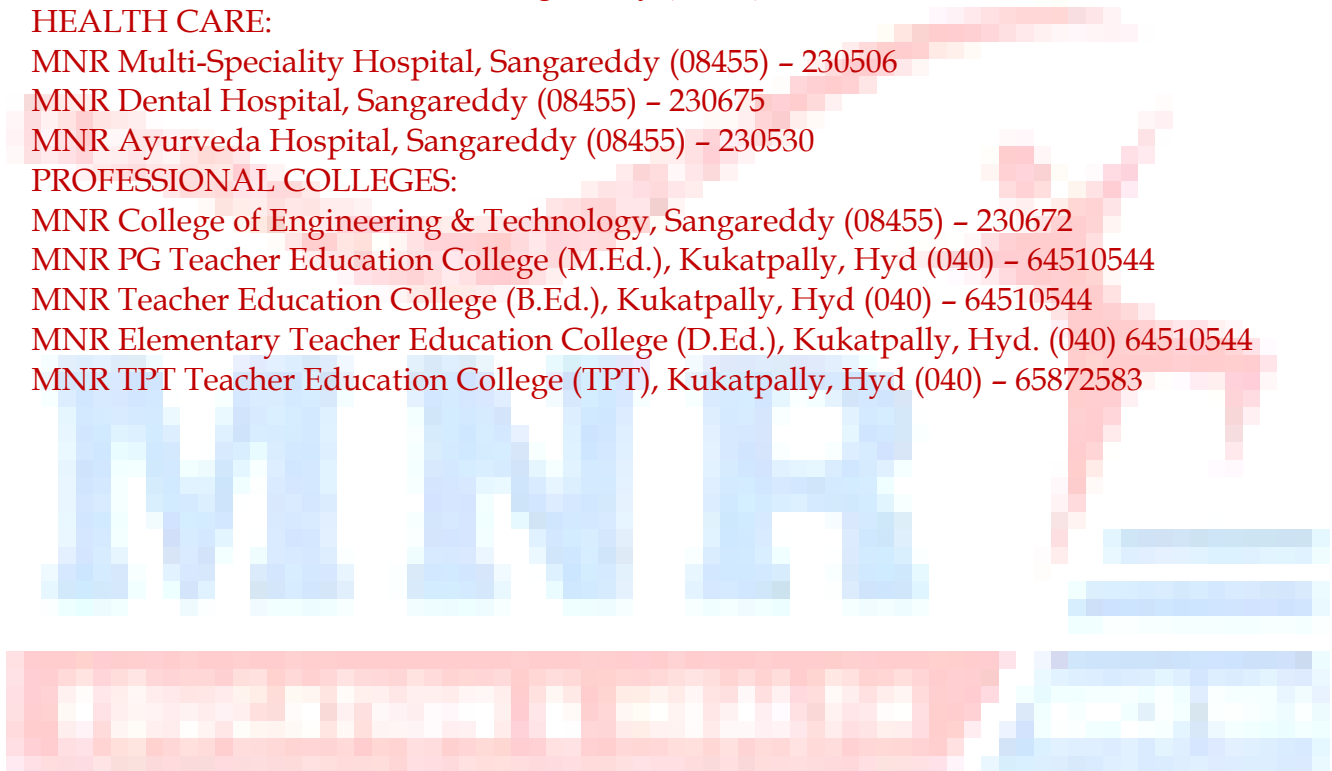 HEALTH CARE:
MNR Multi-Speciality Hospital, Sangareddy (08455) – 230506
MNR Dental Hospital, Sangareddy (08455) – 230675
MNR Ayurveda Hospital, Sangareddy (08455) – 230530
PROFESSIONAL COLLEGES:
MNR College of Engineering & Technology, Sangareddy (08455) – 230672
MNR PG Teacher Education College (M.Ed.), Kukatpally, Hyd (040) – 64510544
MNR Teacher Education College (B.Ed.), Kukatpally, Hyd (040) – 64510544
MNR Elementary Teacher Education College (D.Ed.), Kukatpally, Hyd. (040) 64510544
MNR TPT Teacher Education College (TPT), Kukatpally, Hyd (040) – 65872583
MNR